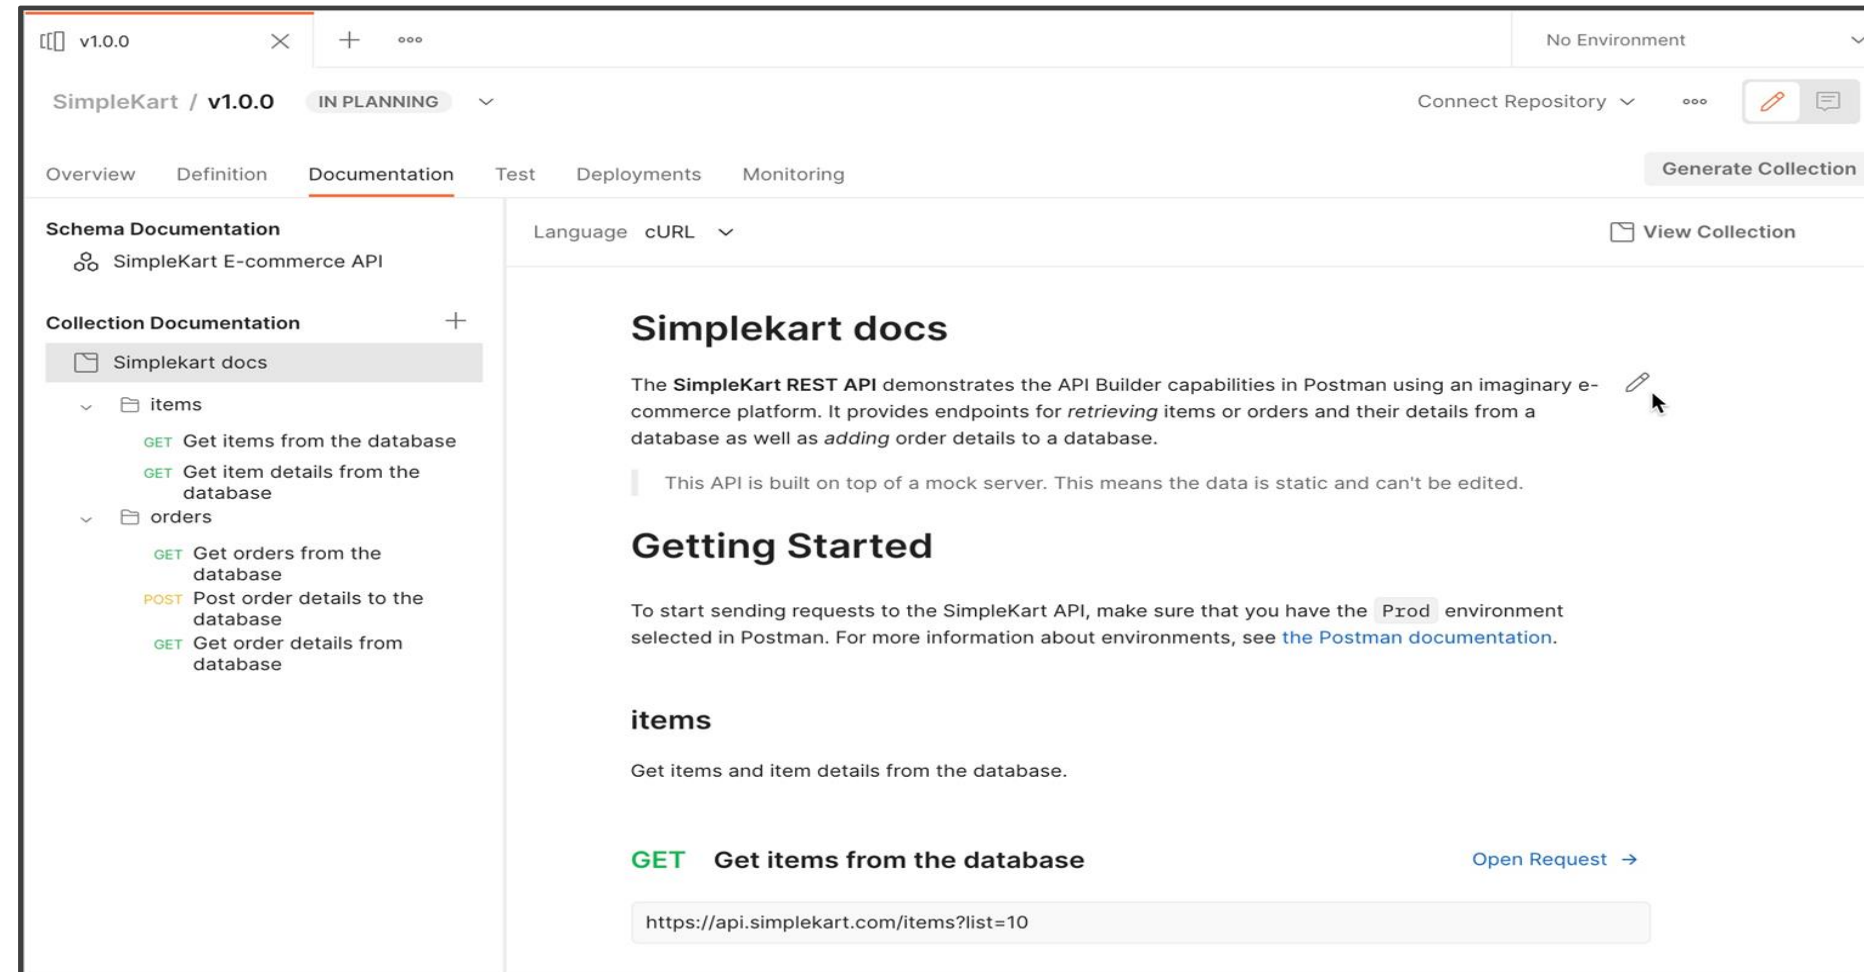 v1.0.0
No Environment
SimpleKart / v1.0.0 IN PLANNING
Connect Repository
Overview Definition Documentation Test Deployments Monitoring
Generate Collection
Schema Documentation
SimpleKart E-commerce API
Collection Documentation
Simplekart docs
items
GET Get items from the database
GET Get item details from the
database
orders
GET Get orders from the
database
POST Post order details to the
database
GET Get order details from
database
Language cURL
View Collection
Simplekart docs
The SimpleKart REST API demonstrates the API Builder capabilities in Postman using an imaginary e-
commerce platform. It provides endpoints for retrieving items or orders and their details from a
database as well as adding order details to a database.
This API is built on top of a mock server. This means the data is static and can't be edited.
Getting Started
To start sending requests to the SimpleKart API, make sure that you have the Prod environment
selected in Postman. For more information about environments, see the Postman documentation.
items
Get items and item details from the database.
GET Get items from the database
Open Request →
https://api.simplekart.com/items?list=10